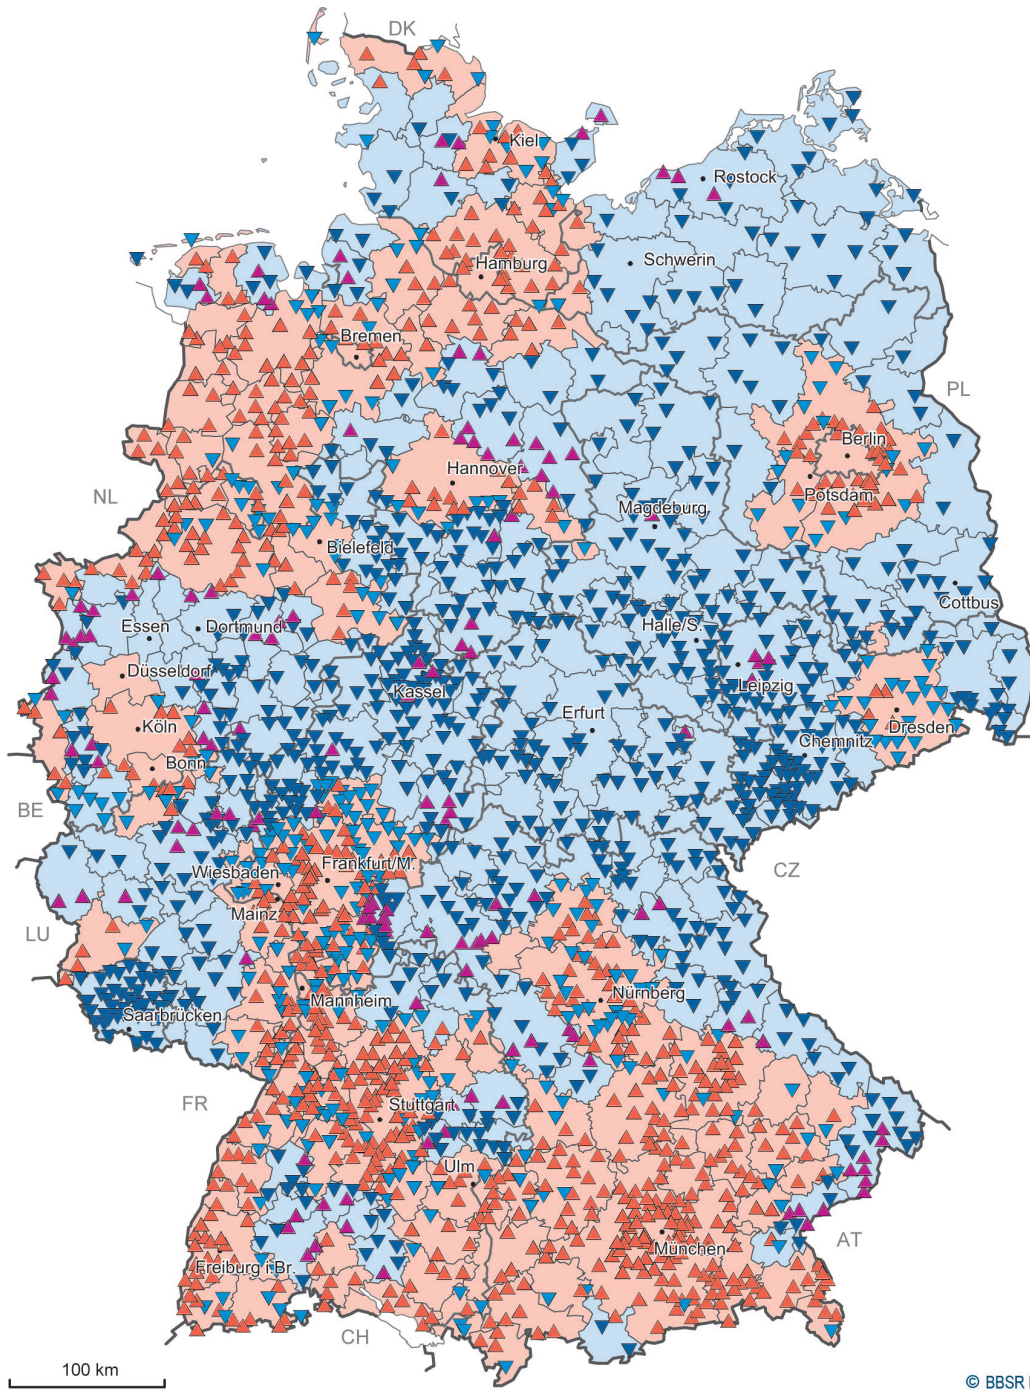 DK
Kiel
Rostock
Hamburg
Schwerin
Bremen
PL
Berlin
Hannover
NL
Potsdam
Magdeburg
Bielefeld
Cottbus
Essen
Dortmund
Halle/S.
Düsseldorf
Leipzig
Kassel
Erfurt
Köln
Dresden
Chemnitz
Bonn
BE
Wiesbaden
Frankfurt/M.
CZ
Mainz
LU
Mannheim
Nürnberg
Saarbrücken
FR
Stuttgart
Ulm
München
AT
Freiburg i.Br.
CH
100 km
© BBSR